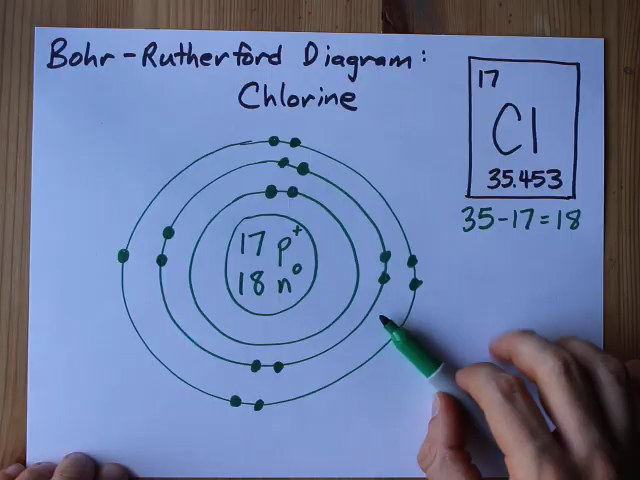 Bohr-Rutherford Diagram:
Chlorine
17
Cl
35.453
35-17=18
17 p⁺
18 n⁰